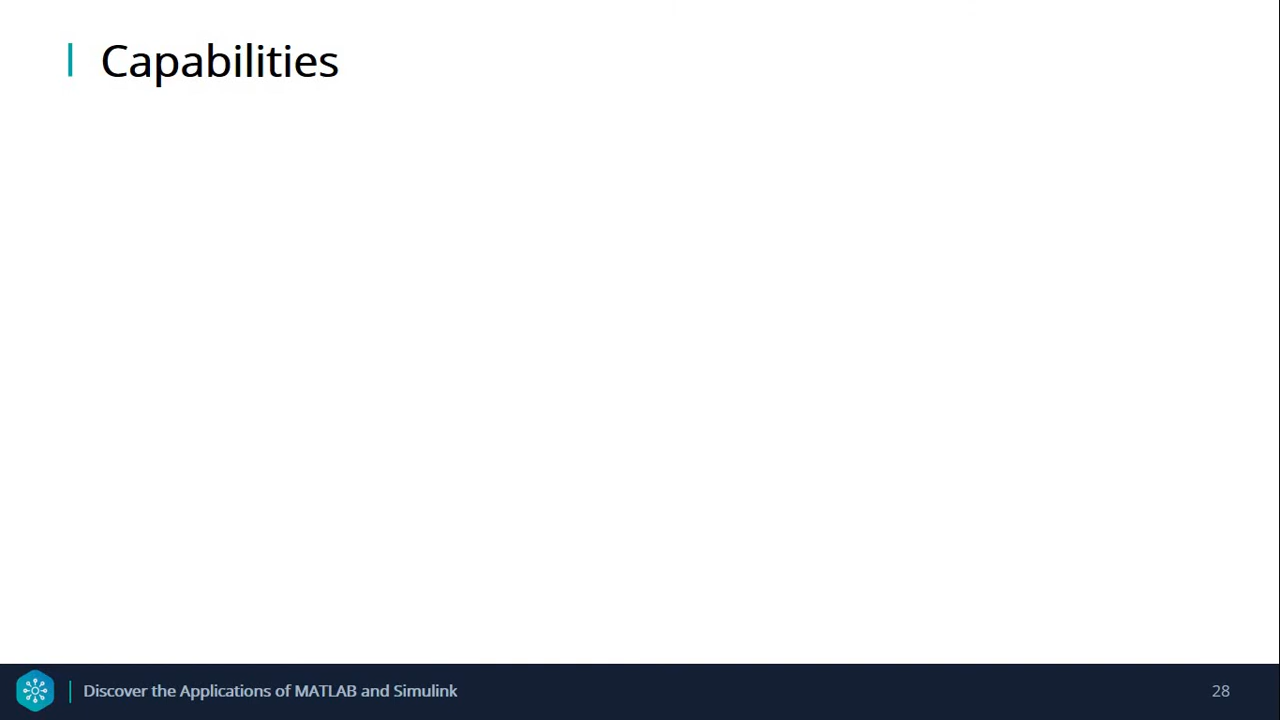 Capabilities
Discover the Applications of MATLAB and Simulink
28